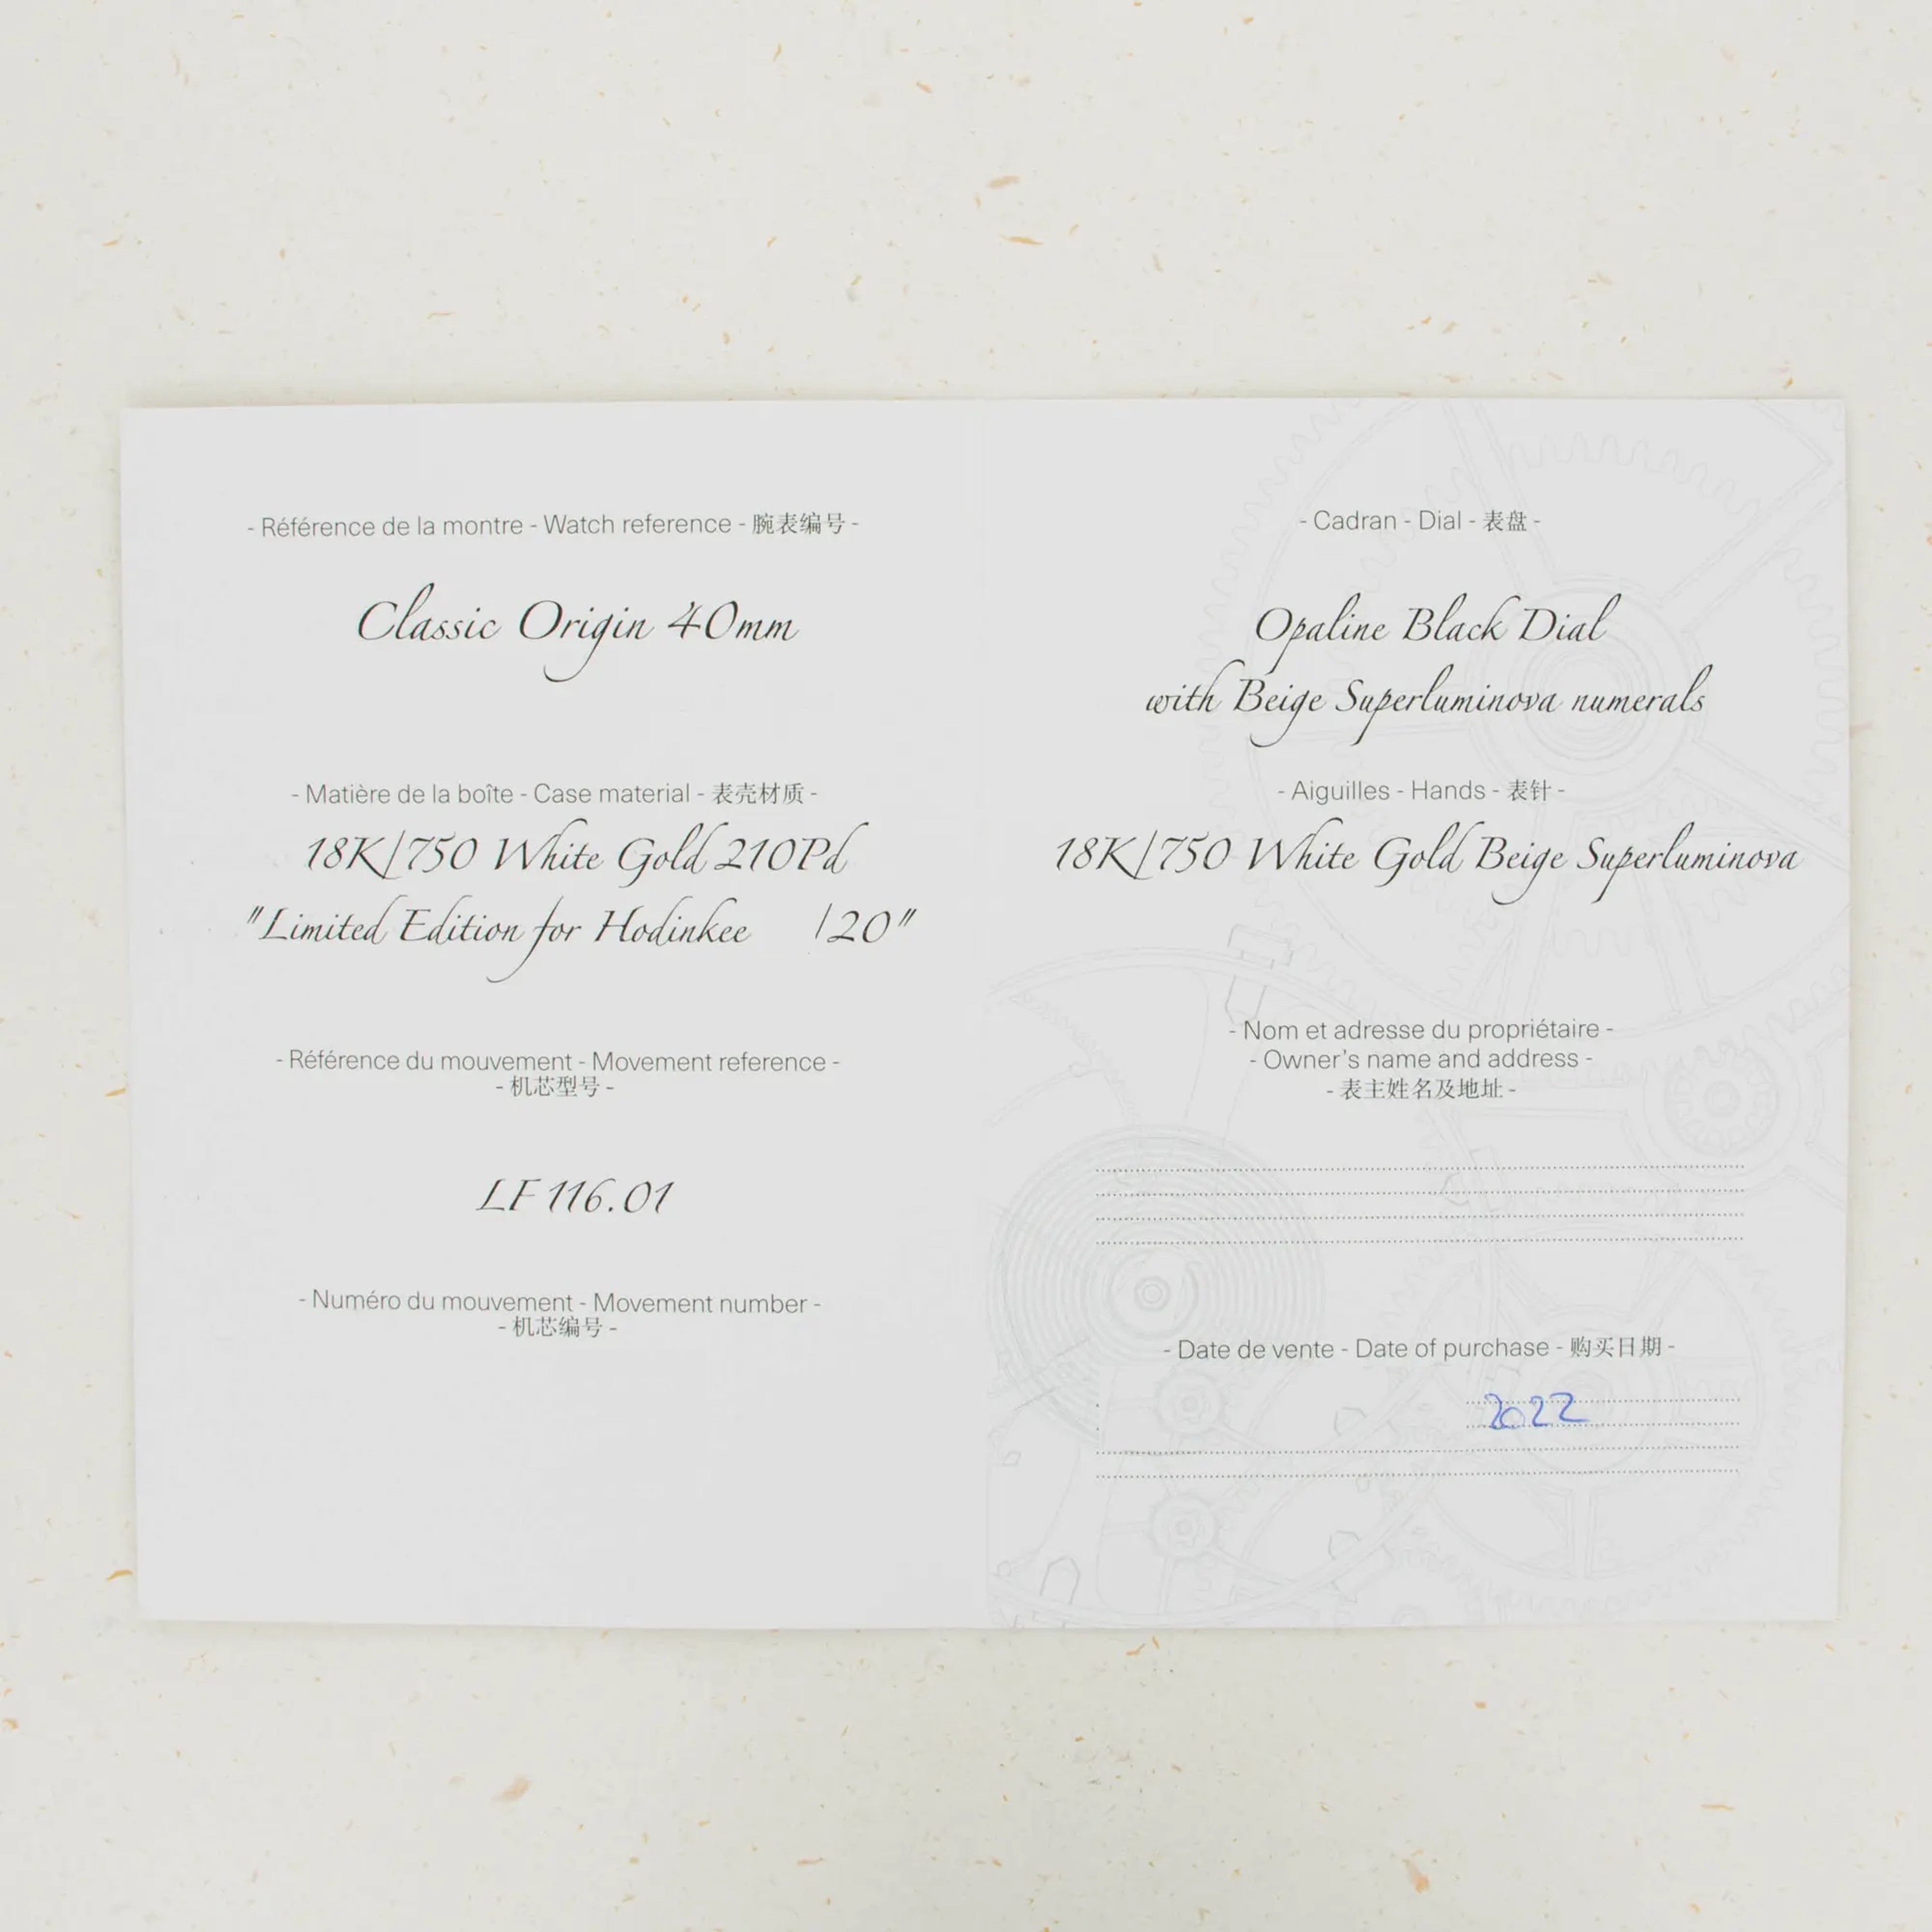 - Référence de la montre - Watch reference - 腕表编号 -
Classic Origin 40mm
- Matière de la boîte - Case material - 表壳材质 -
18K/750 White Gold 210Pd
"Limited Edition for Hodinkee /20"
- Référence du mouvement - Movement reference -
- 机芯型号 -
LF 116.01
- Numéro du mouvement - Movement number -
- 机芯编号 -
- Cadran - Dial - 表盘 -
Opaline Black Dial
with Beige Superluminova numerals
- Aiguilles - Hands - 表针 -
18K/750 White Gold Beige Superluminova
- Nom et adresse du propriétaire -
- Owner's name and address -
- 表主姓名及地址 -
- Date de vente - Date of purchase - 购买日期 -
2022